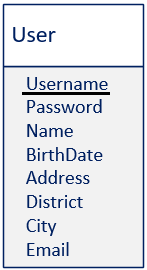 User
Username
Password
Name
BirthDate
Address
District
City
Email